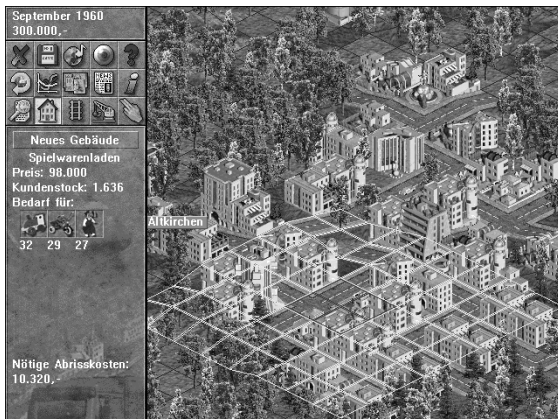 September 1960
300.000,-
Neues Gebäude
Spielwarenladen
Preis: 98.000
Kundenstock: 1.636
Bedarf für:
32 29 27
Altkirchen
Nötige Abrisskosten:
10.320,-